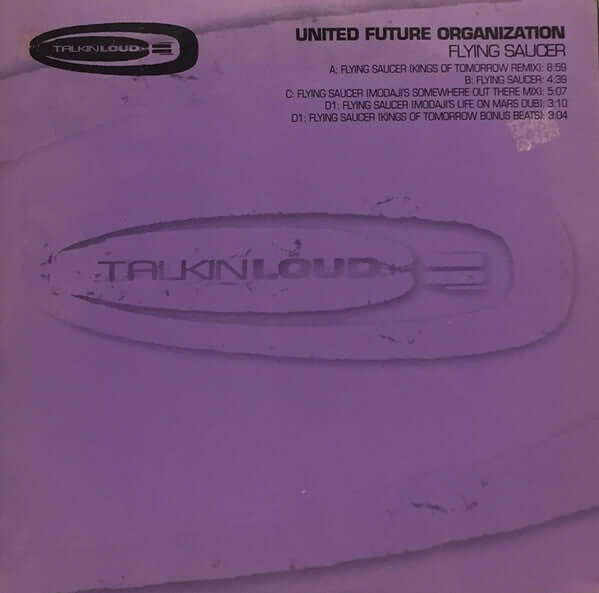 TALKINLOUD
UNITED FUTURE ORGANIZATION
FLYING SAUCER
A: FLYING SAUCER (KINGS OF TOMORROW REMIX): 8:59
B: FLYING SAUCER: 4:39
C: FLYING SAUCER (MODAJI'S SOMEWHERE OUT THERE MIX): 5:07
D1: FLYING SAUCER (MODAJI'S LIFE ON MARS DUB): 3:10
D1: FLYING SAUCER (KINGS OF TOMORROW BONUS BEATS): 3:04
TALKINLOUD